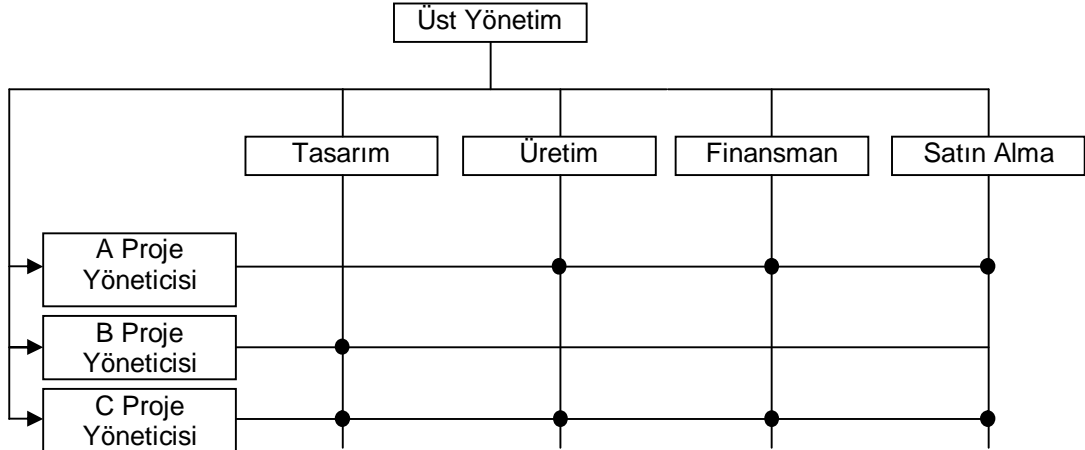 Üst Yönetim
Tasarım
Üretim
Finansman
Satın Alma
A Proje
Yöneticisi
B Proje
Yöneticisi
C Proje
Yöneticisi